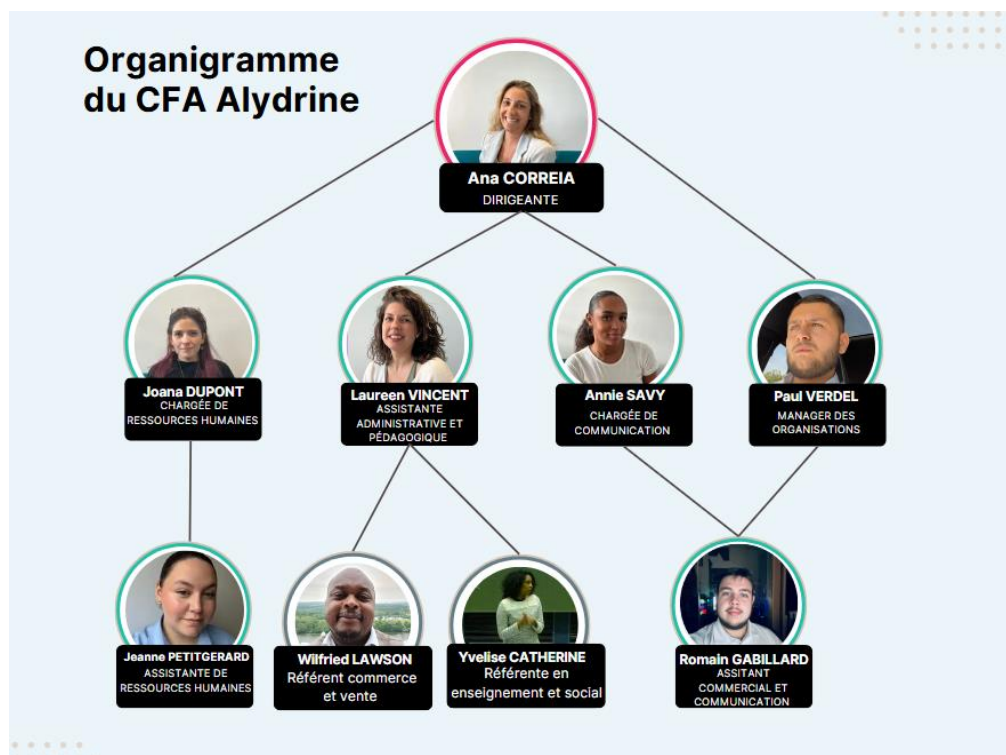 Organigramme
du CFA Alydrine
Ana CORREIA
DIRIGEANTE
Joana DUPONT
CHARGÉE DE
RESSOURCES HUMAINES
Laureen VINCENT
ASSISTANTE
ADMINISTRATIVE ET
PÉDAGOGIQUE
Annie SAVY
CHARGÉE DE
COMMUNICATION
Paul VERDEL
MANAGER DES
ORGANISATIONS
Jeanne PETITGERARD
ASSISTANTE DE
RESSOURCES HUMAINES
Wilfried LAWSON
Référent commerce
et vente
Yvelise CATHERINE
Référente en
enseignement et social
Romain GABILLARD
ASSITANT
COMMERCIAL ET
COMMUNICATION